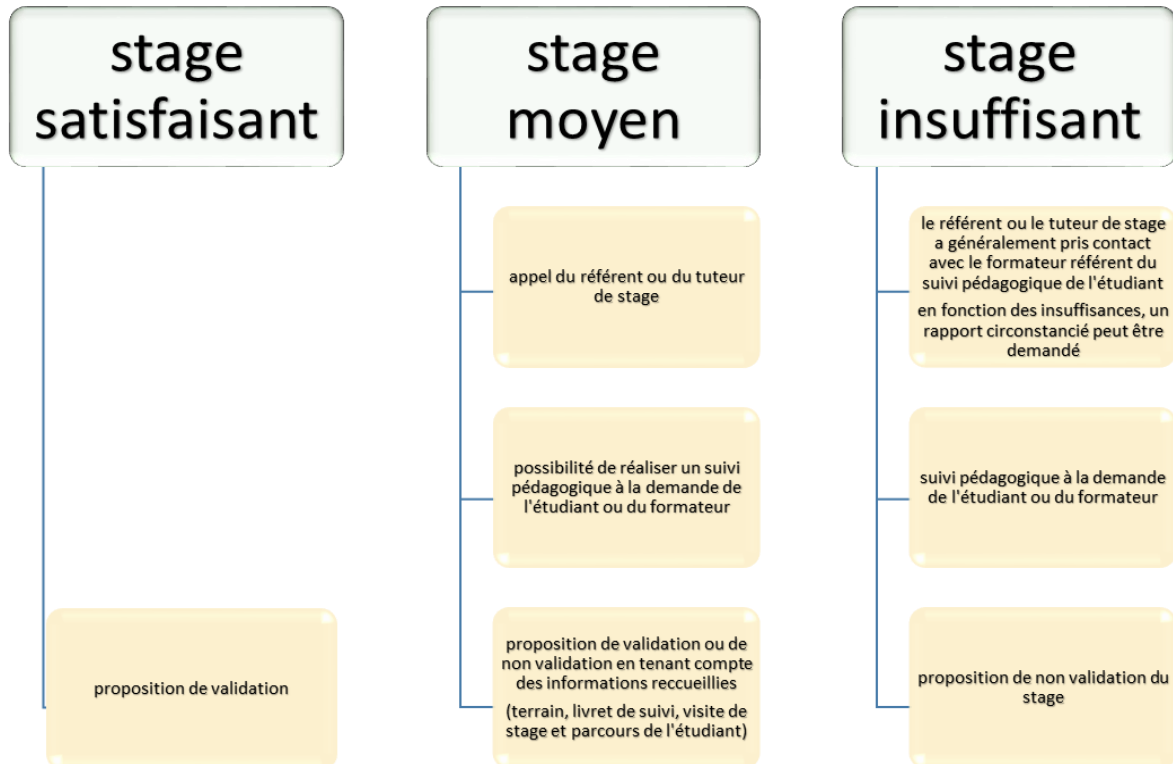 stage
satisfaisant
proposition de validation
stage
moyen
appel du référent ou du tuteur
de stage
possibilité de réaliser un suivi
pédagogique à la demande de
l'étudiant ou du formateur
proposition de validation ou de
non validation en tenant compte
des informations reccueillies
(terrain, livret de suivi, visite de
stage et parcours de l'étudiant)
stage
insuffisant
le référent ou le tuteur de stage
a généralement pris contact
avec le formateur référent du
suivi pédagogique de l'étudiant
en fonction des insuffisances, un
rapport circonstancié peut être
demandé
suivi pédagogique à la demande
de l'étudiant ou du formateur
proposition de non validation du
stage